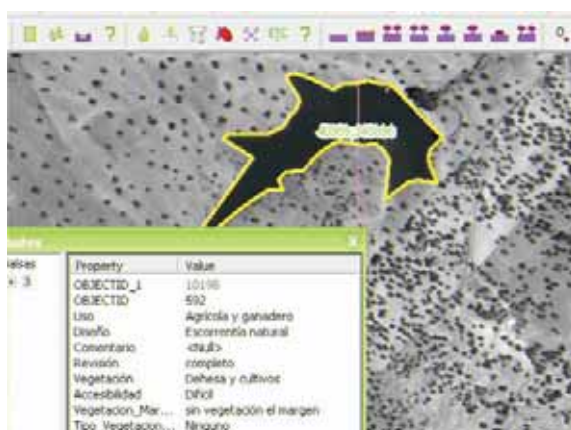 Property Value
OBJECTID_1 10198
OBJECTID 592
Uso Agrícola y ganadero
Diseño Escorrentía natural
Comentario <Null>
Revisión completo
Vegetación Dehesa y cultivos
Accesibilidad Difícil
Vegetacion_Mar... sin vegetación el margen
Tipo_Vegetacion... Ninguno